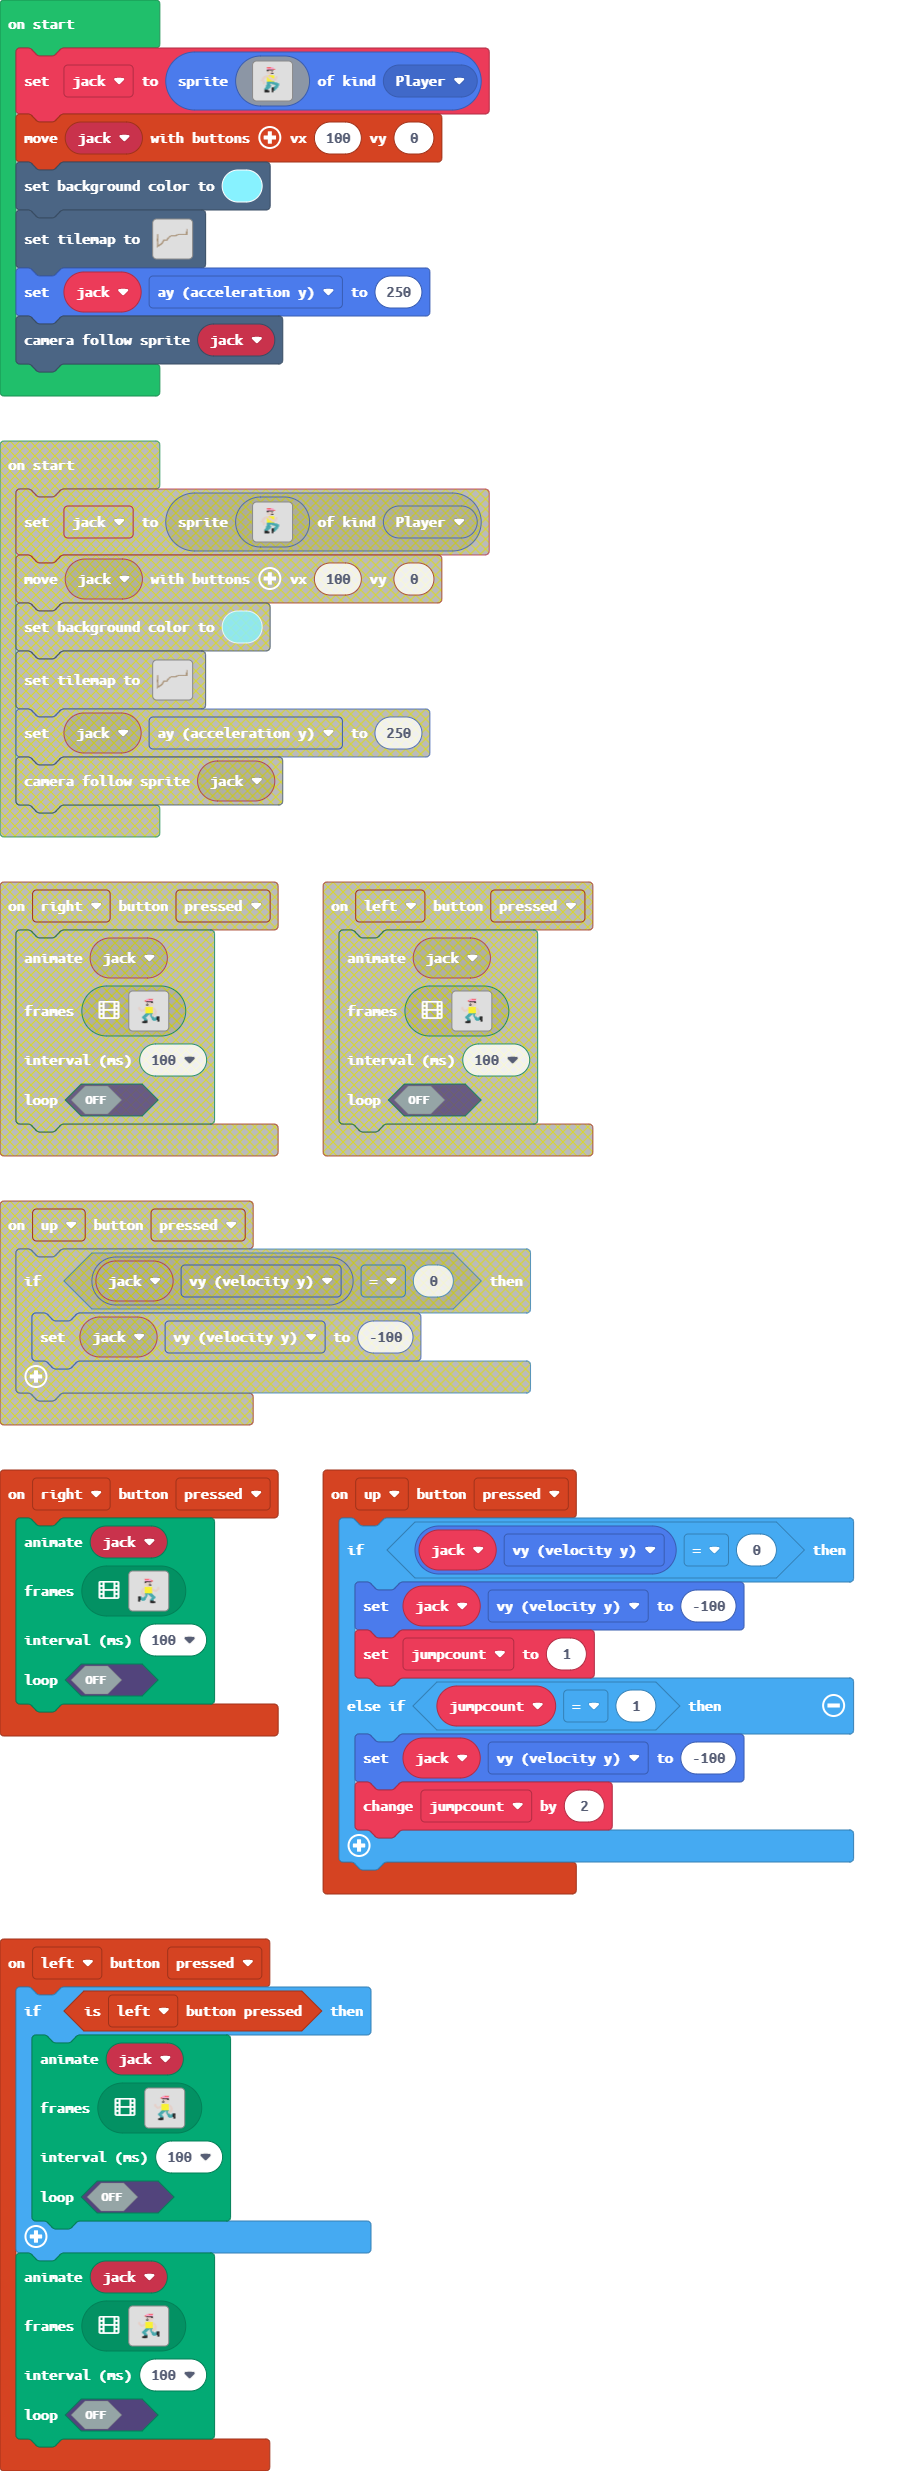 on start
set jack to sprite of kind Player
move jack with buttons vx 100 vy 0
set background color to
set tilemap to
set jack ay (acceleration y) to 250
camera follow sprite jack
on start
set jack to sprite of kind Player
move jack with buttons vx 100 vy 0
set background color to
set tilemap to
set jack ay (acceleration y) to 250
camera follow sprite jack
on right button pressed
animate jack
frames
interval (ms) 100
loop OFF
on left button pressed
animate jack
frames
interval (ms) 100
loop OFF
on up button pressed
if jack vy (velocity y) = 0 then
set jack vy (velocity y) to -100
on right button pressed
animate jack
frames
interval (ms) 100
loop OFF
on up button pressed
if jack vy (velocity y) = 0 then
set jack vy (velocity y) to -100
set jumpcount to 1
else if jumpcount = 1 then
set jack vy (velocity y) to -100
change jumpcount by 2
on left button pressed
if is left button pressed then
animate jack
frames
interval (ms) 100
loop OFF
animate jack
frames
interval (ms) 100
loop OFF